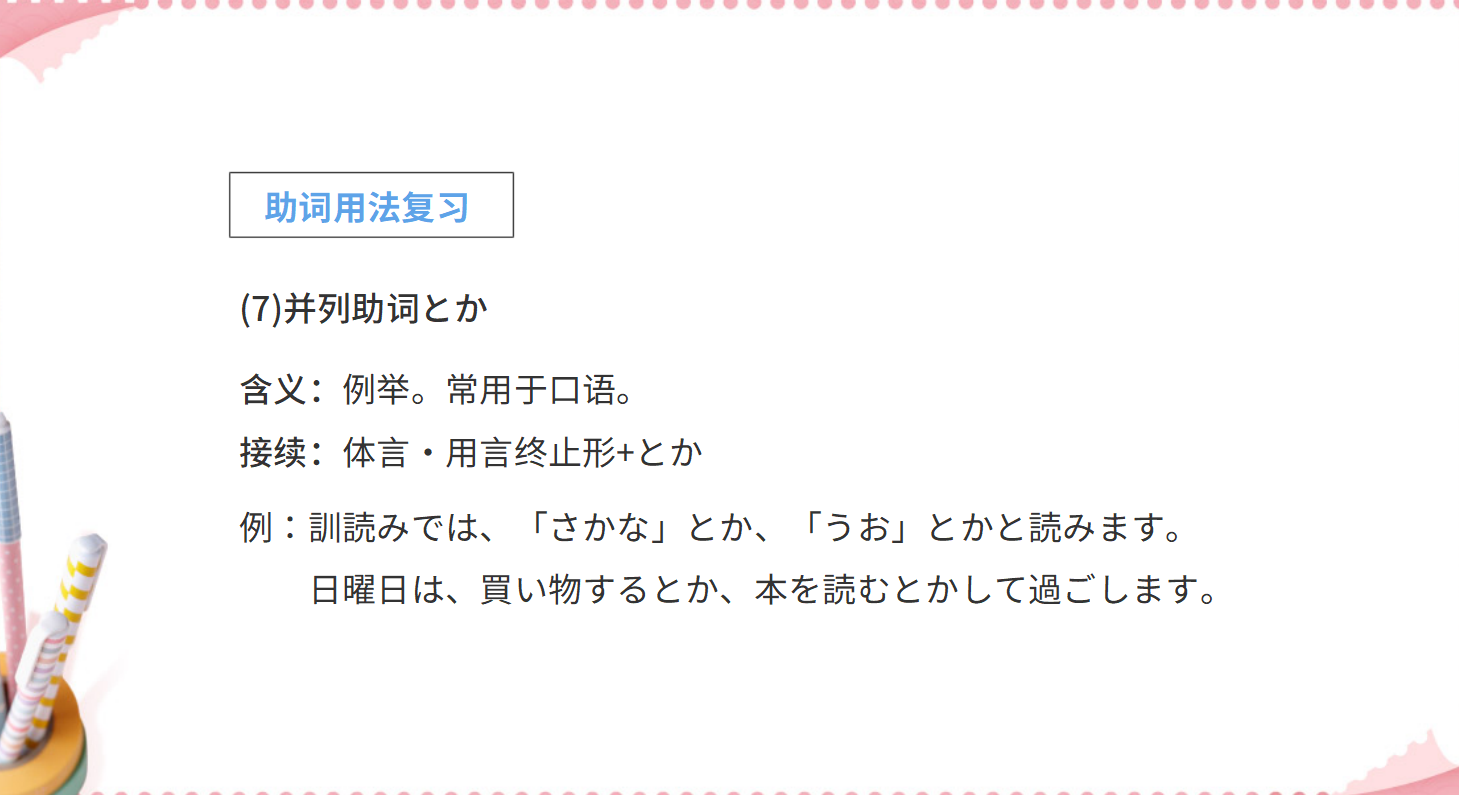 助词用法复习
(7)并列助词とか
含义：例举。常用于口语。
接续：体言・用言终止形+とか
例：訓読みでは、「さかな」とか、「うお」とかと読みます。
日曜日は、買い物するとか、本を読むとかして過ごします。